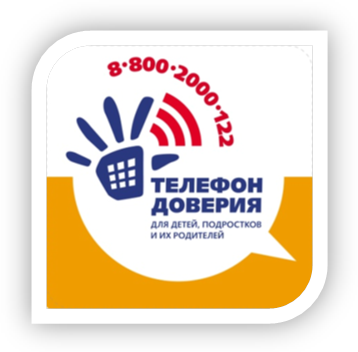 8·800·2000·122
ТЕЛЕФОН
ДОВЕРИЯ
ДЛЯ ДЕТЕЙ, ПОДРОСТКОВ
И ИХ РОДИТЕЛЕЙ